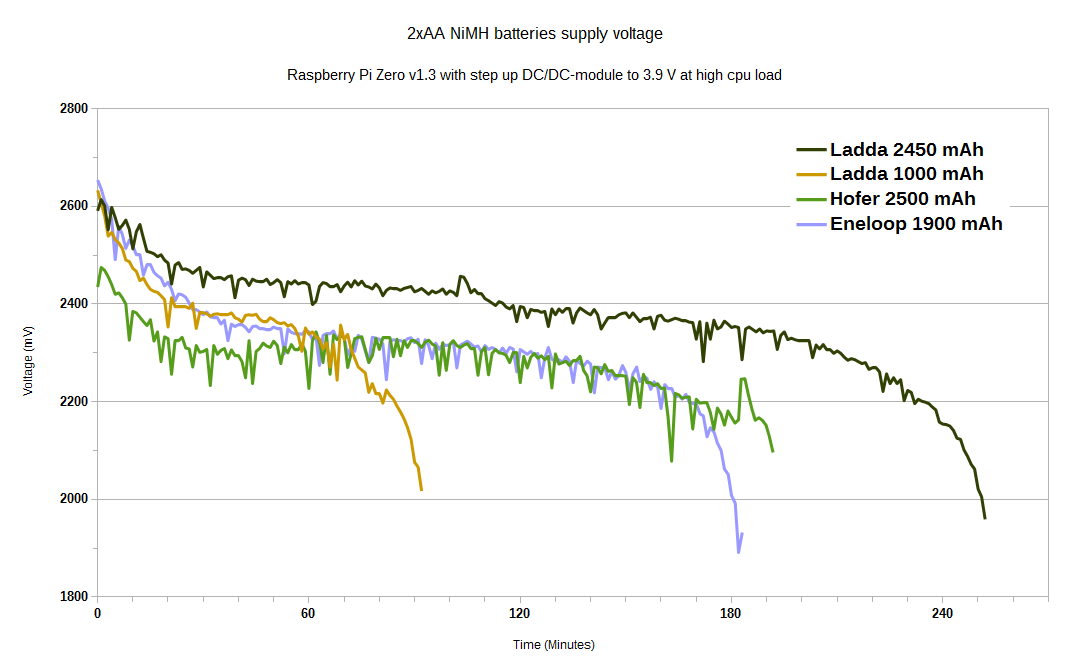 2xAA NiMH batteries supply voltage
Raspberry Pi Zero v1.3 with step up DC/DC-module to 3.9 V at high cpu load
2800
2600
2400
2200
2000
1800
Voltage (mV)
Ladda 2450 mAh
Ladda 1000 mAh
Hofer 2500 mAh
Eneloop 1900 mAh
0 60 120 180 240
Time (Minutes)